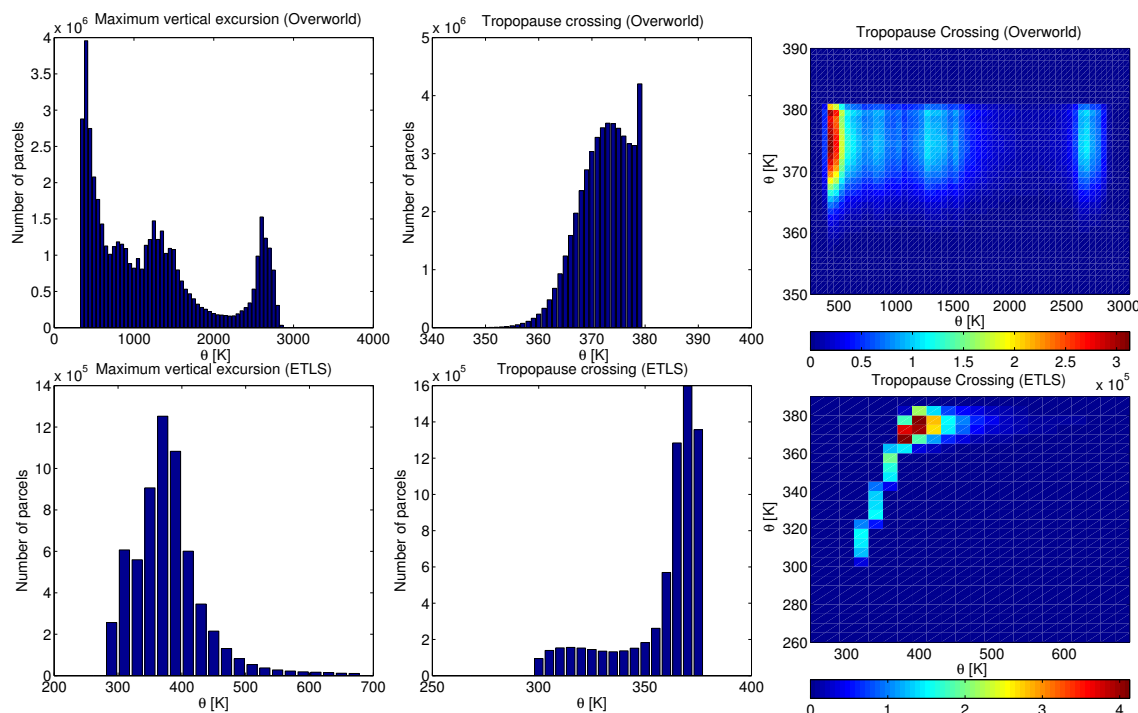 x 10^6
Maximum vertical excursion (Overworld)
4
3.5
3
2.5
2
1.5
1
0.5
0
Number of parcels
0 1000 2000 3000 4000
θ [K]
x 10^6
Tropopause crossing (Overworld)
5
4
3
2
1
0
Number of parcels
340 350 360 370 380 390 400
θ [K]
Tropopause Crossing (Overworld)
390
380
370
360
350
θ [K]
500 1000 1500 2000 2500 3000
θ [K]
0 0.5 1 1.5 2 2.5 3
x 10^5
x 10^5
Maximum vertical excursion (ETLS)
14
12
10
8
6
4
2
0
Number of parcels
200 300 400 500 600 700
θ [K]
x 10^5
Tropopause crossing (ETLS)
16
14
12
10
8
6
4
2
0
Number of parcels
250 300 350 400
θ [K]
Tropopause Crossing (ETLS)
380
360
340
320
300
280
260
θ [K]
300 400 500 600
θ [K]
0 1 2 3 4